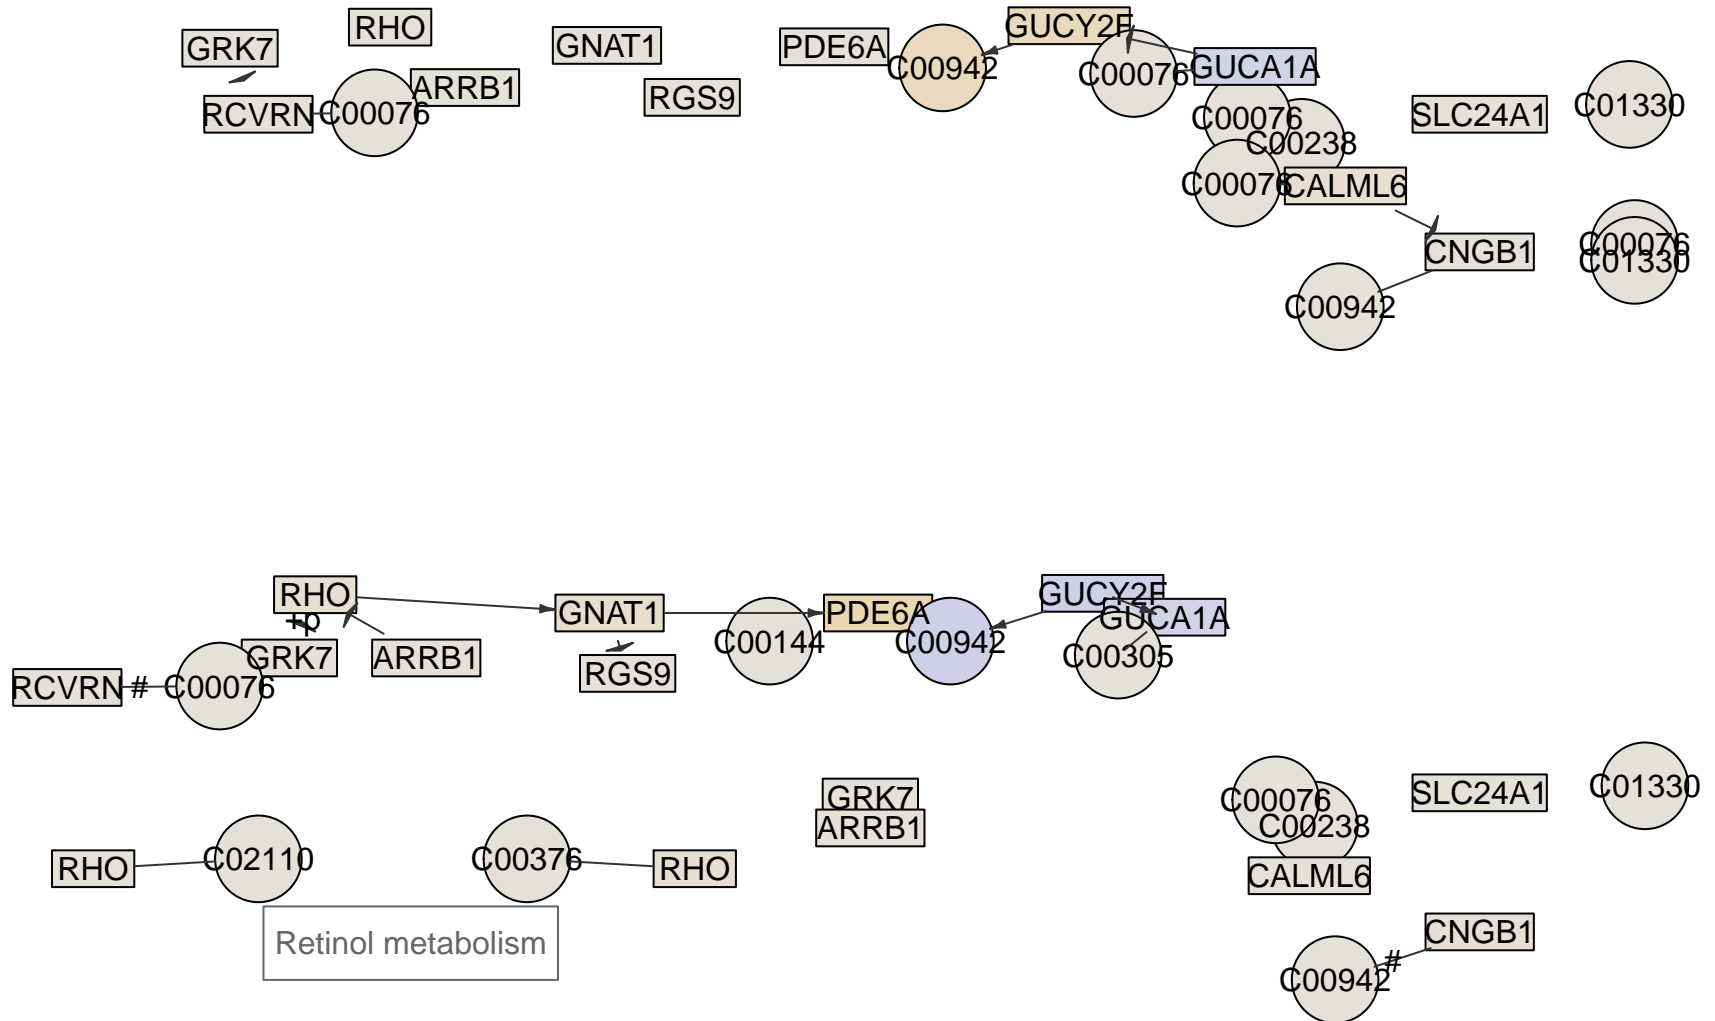 RHO
GRK7
GNAT1
PDE6A
GUCY2F
C00942
C00076
GUCA1A
ARRB1
RGS9
RCVRN
C00076
C00076
C00238
SLC24A1
C01330
C00076
CALML6
CNGB1
C00076
C01330
C00942
RHO
+p
GNAT1
PDE6A
GUCY2F
GUCA1A
C00144
C00942
C00305
GRK7
ARRB1
RGS9
RCVRN
#
C00076
GRK7
ARRB1
C00076
C00238
SLC24A1
C01330
RHO
C02110
C00376
RHO
CALML6
Retinol metabolism
CNGB1
#
C00942